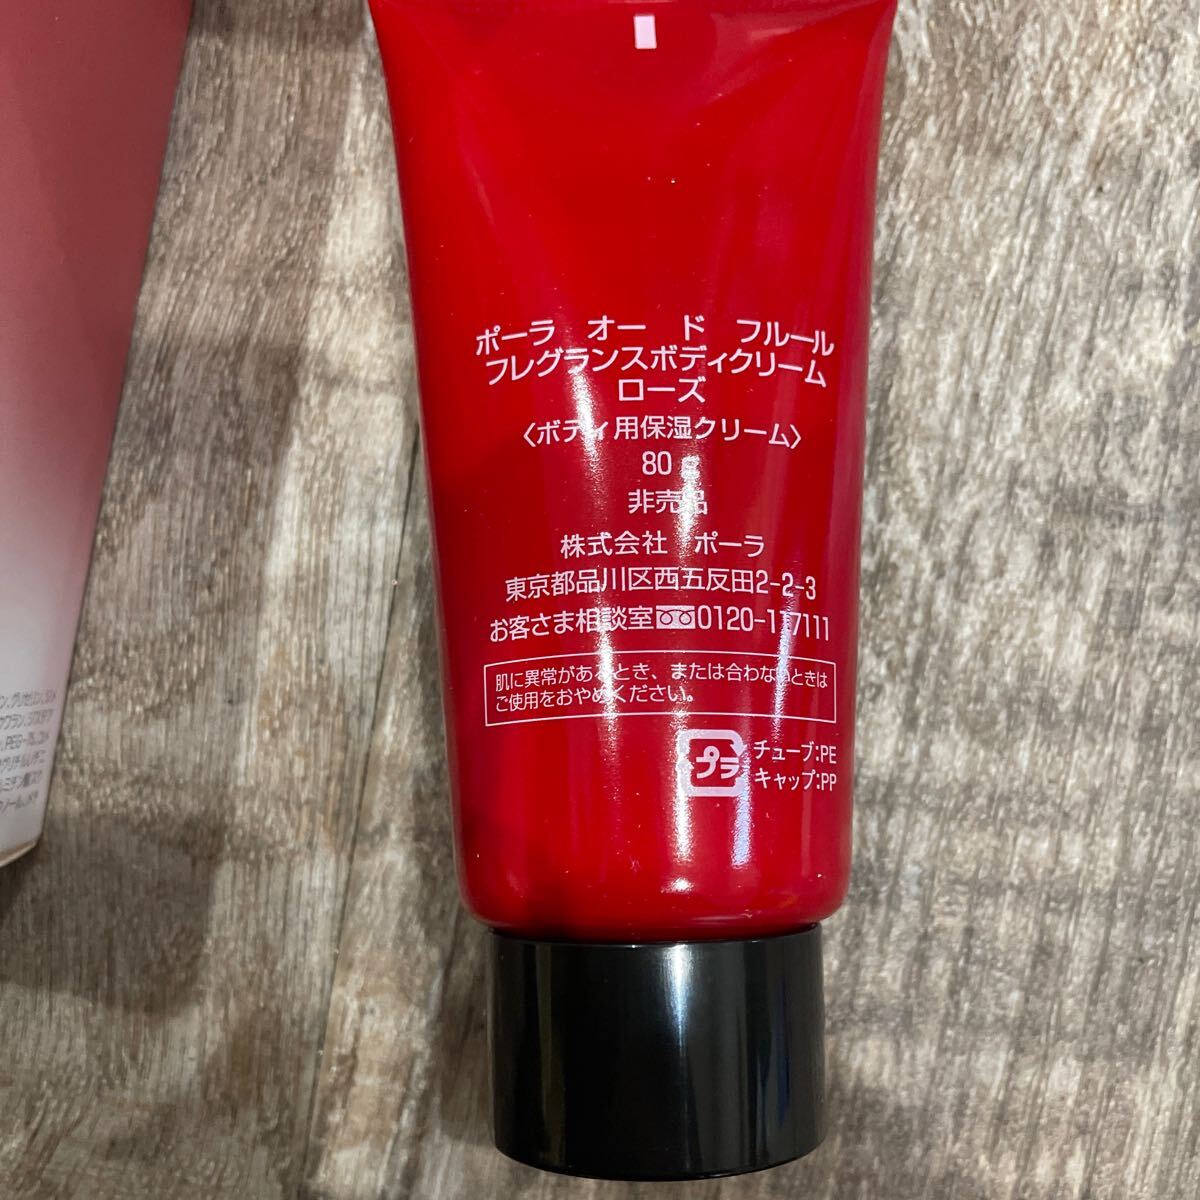 ポーラ オー ド フルール
フレグランスボディクリーム
ローズ
〈ボディ用保湿クリーム〉
80 g
非売品
株式会社 ポーラ
東京都品川区西五反田2-2-3
お客さま相談室 0120-117111
肌に異常があるとき、または合わないときは
ご使用をおやめください。
プラ
チューブ:PE
キャップ:PP